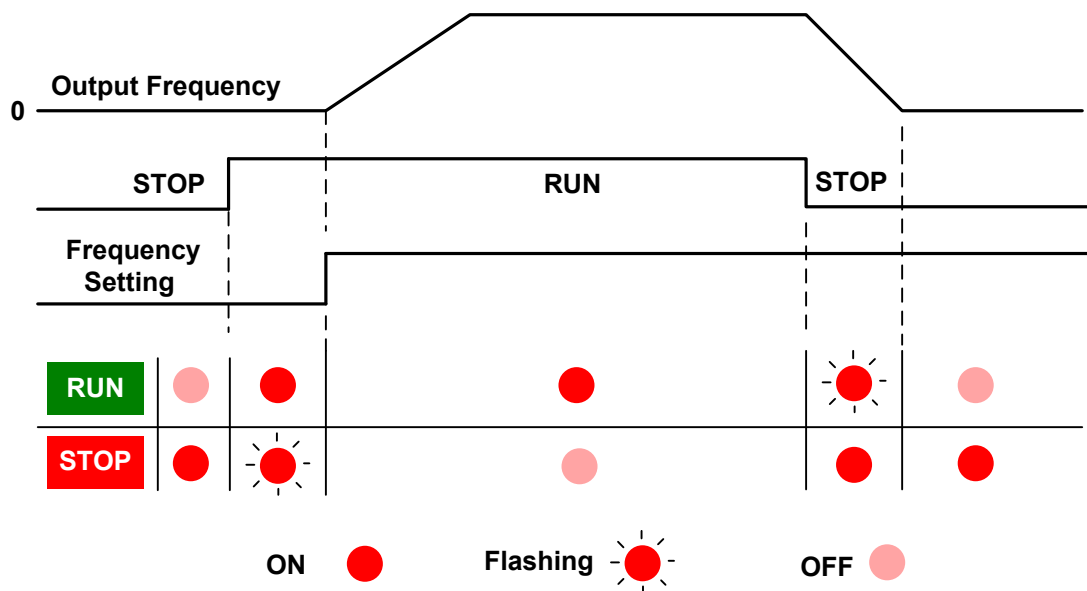 Output Frequency
0
STOP
RUN
STOP
Frequency
Setting
RUN
STOP
ON
Flashing
OFF